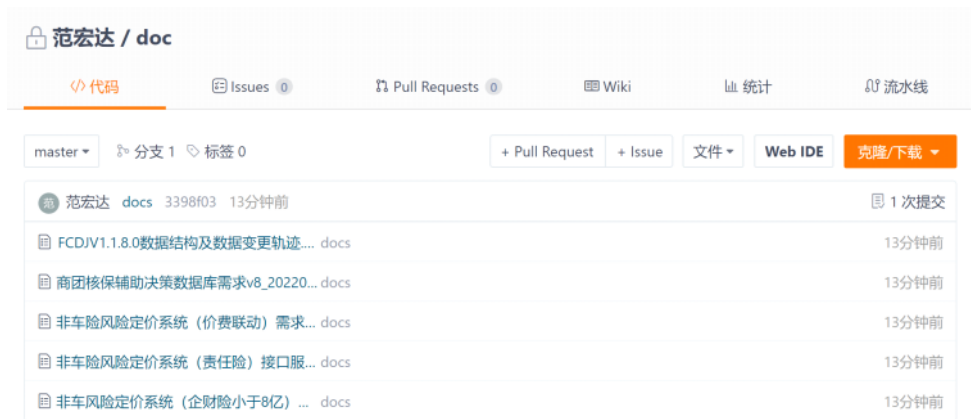 范宏达 / doc
代码 Issues 0 Pull Requests 0 Wiki 统计 流水线
master 分支 1 标签 0 + Pull Request + Issue 文件 Web IDE 克隆/下载
范 范宏达 docs 3398f03 13分钟前 1 次提交
FCDJV1.1.8.0数据结构及数据变更轨迹.... docs 13分钟前
商团核保辅助决策数据库需求v8_20220... docs 13分钟前
非车险风险定价系统（价费联动）需求... docs 13分钟前
非车险风险定价系统（责任险）接口服... docs 13分钟前
非车风险定价系统（企财险小于8亿）... docs 13分钟前